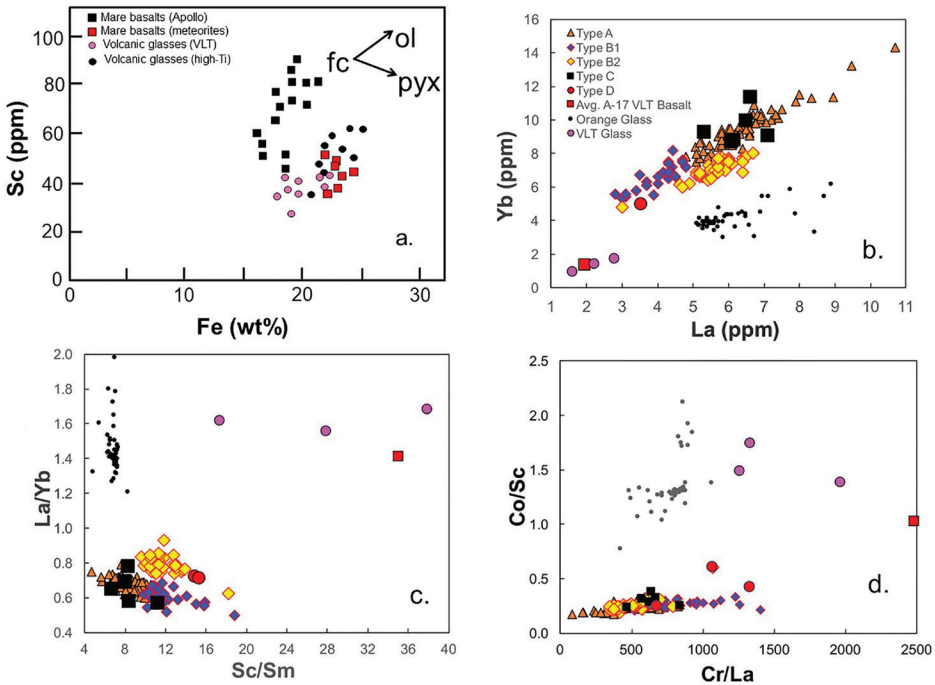 Mare basalts (Apollo)
Mare basalts (meteorites)
Volcanic glasses (VLT)
Volcanic glasses (high-Ti)
fc
ol
pyx
100
80
60
40
20
0
Sc (ppm)
0
10
20
30
Fe (wt%)
a.
Type A
Type B1
Type B2
Type C
Type D
Avg. A-17 VLT Basalt
Orange Glass
VLT Glass
16
14
12
10
8
6
4
2
0
Yb (ppm)
1 2 3 4 5 6 7 8 9 10 11
La (ppm)
b.
2.0
1.8
1.6
1.4
1.2
1.0
0.8
0.6
0.4
La/Yb
4 8 12 16 20 24 28 32 36 40
Sc/Sm
c.
2.5
2.0
1.5
1.0
0.5
0.0
Co/Sc
0 500 1000 1500 2000 2500
Cr/La
d.